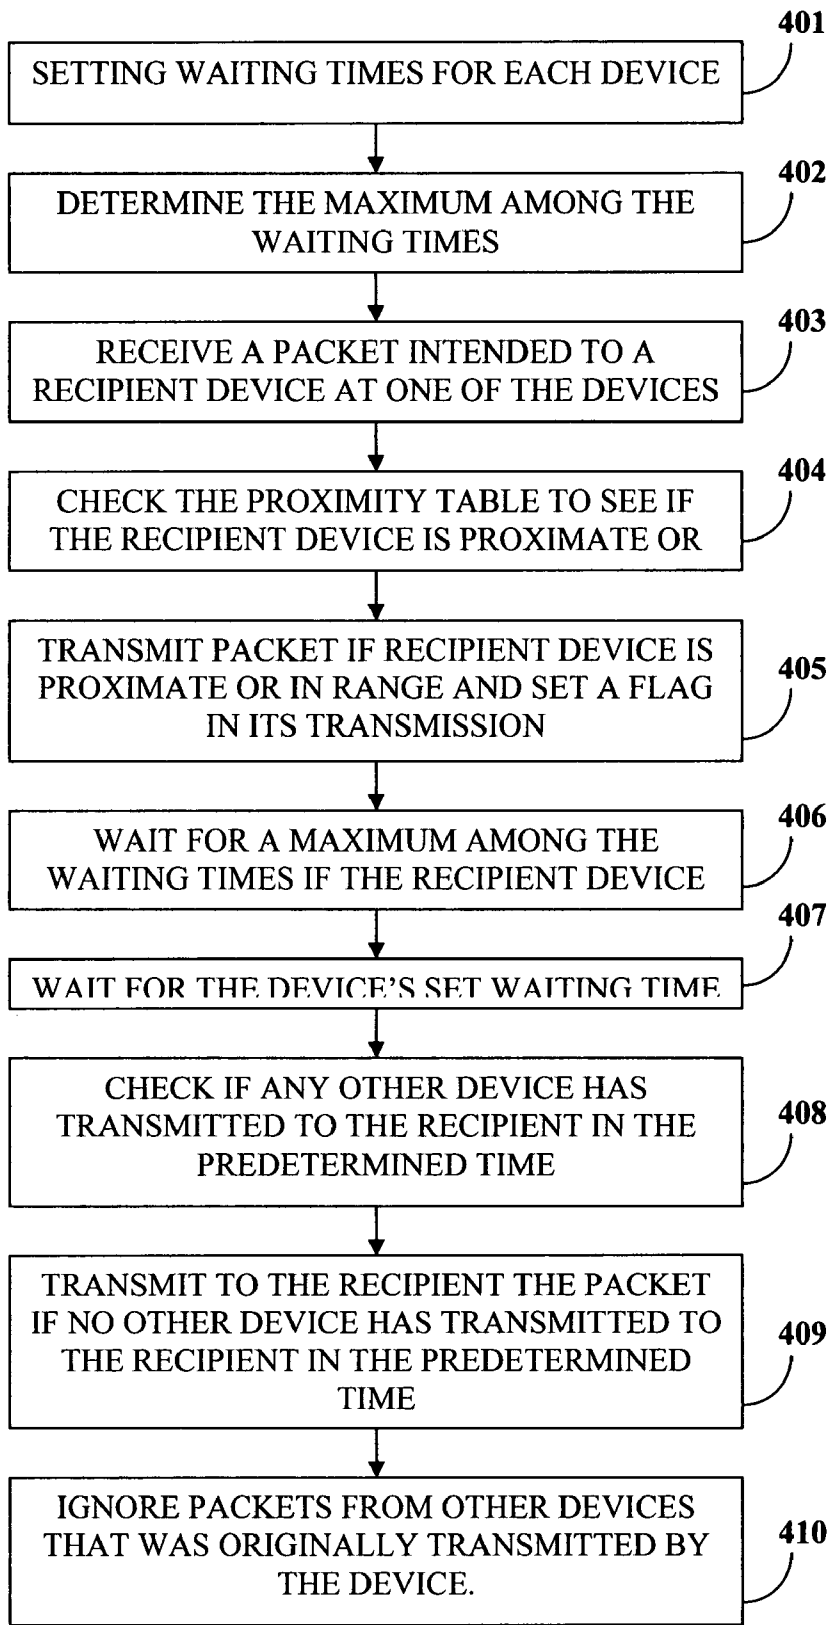 401
SETTING WAITING TIMES FOR EACH DEVICE
402
DETERMINE THE MAXIMUM AMONG THE
WAITING TIMES
403
RECEIVE A PACKET INTENDED TO A
RECIPIENT DEVICE AT ONE OF THE DEVICES
404
CHECK THE PROXIMITY TABLE TO SEE IF
THE RECIPIENT DEVICE IS PROXIMATE OR
405
TRANSMIT PACKET IF RECIPIENT DEVICE IS
PROXIMATE OR IN RANGE AND SET A FLAG
IN ITS TRANSMISSION
406
WAIT FOR A MAXIMUM AMONG THE
WAITING TIMES IF THE RECIPIENT DEVICE
407
WAIT FOR THE DEVICE'S SET WAITING TIME
408
CHECK IF ANY OTHER DEVICE HAS
TRANSMITTED TO THE RECIPIENT IN THE
PREDETERMINED TIME
409
TRANSMIT TO THE RECIPIENT THE PACKET
IF NO OTHER DEVICE HAS TRANSMITTED TO
THE RECIPIENT IN THE PREDETERMINED
TIME
410
IGNORE PACKETS FROM OTHER DEVICES
THAT WAS ORIGINALLY TRANSMITTED BY
THE DEVICE.